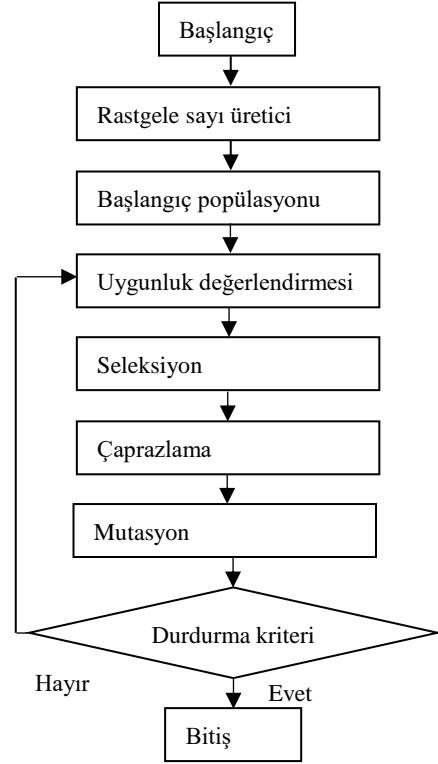 Başlangıç
Rastgele sayı üretici
Başlangıç popülasyonu
Uygunluk değerlendirmesi
Seleksiyon
Çaprazlama
Mutasyon
Durdurma kriteri
Hayır
Evet
Bitiş